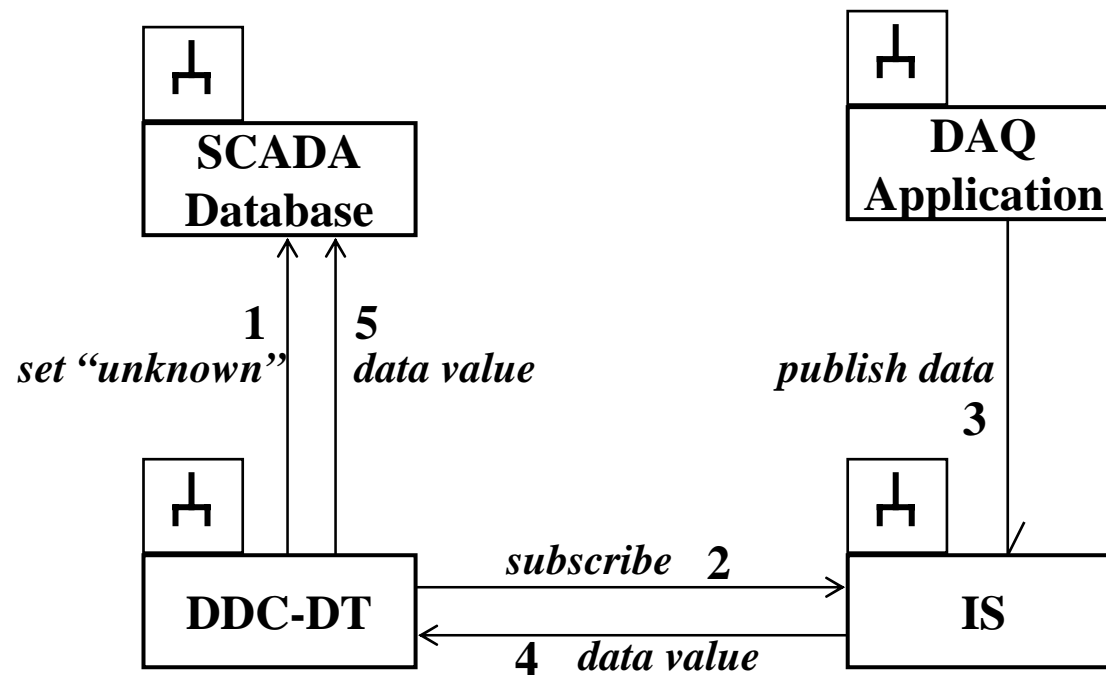 SCADA
Database
DAQ
Application
1
set “unknown”
5
data value
publish data
3
subscribe 2
DDC-DT
IS
4 data value